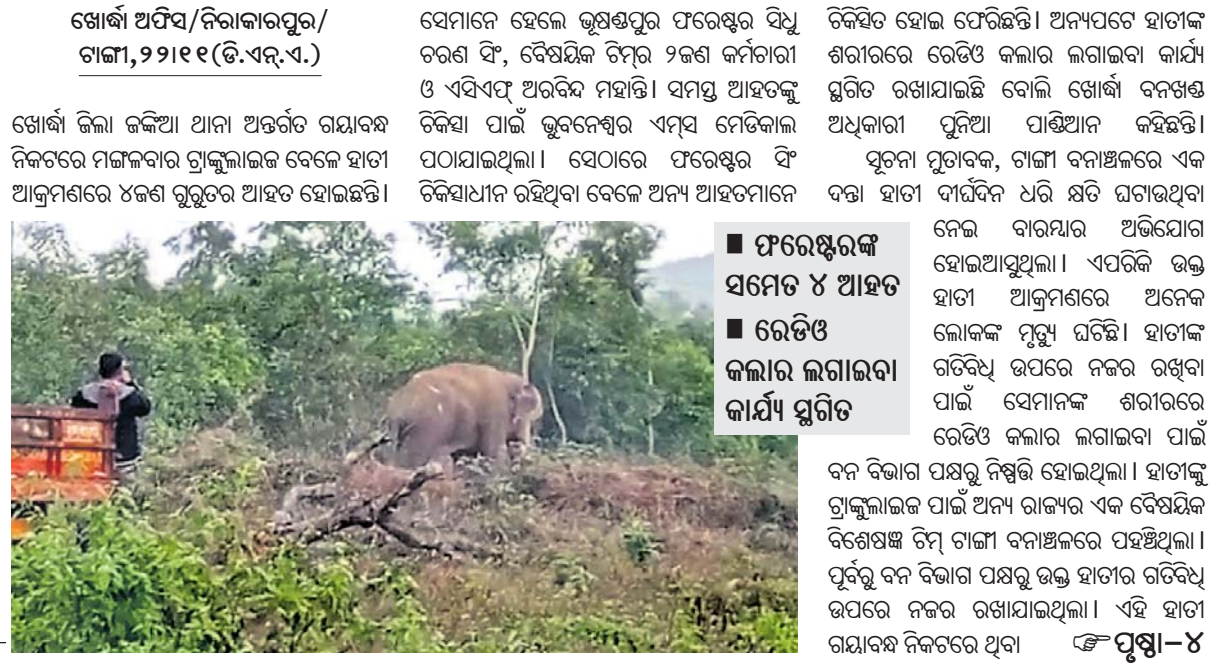 ଖୋର୍ଦ୍ଧା ଅଫିସ/ନିରାକାରପୁର/
ଟାଙ୍ଗୀ,୨୨।୧୧(ଡି.ଏନ୍.ଏ.)
ଖୋର୍ଦ୍ଧା ଜିଲା ଜଙ୍କିଆ ଥାନା ଅନ୍ତର୍ଗତ ଗୟାବନ୍ଧ
ନିକଟରେ ମଙ୍ଗଳବାର ଟ୍ରାଙ୍କୁଲାଇଜ ବେଳେ ହାତୀ
ଆକ୍ରମଣରେ ୪ଜଣ ଗୁରୁତର ଆହତ ହୋଇଛନ୍ତି।
ସେମାନେ ହେଲେ ଭୂଷଣ୍ଡପୁର ଫରେଷ୍ଟର ସିଧୁ
ଚରଣ ସିଂ, ବୈଷୟିକ ଟିମ୍‌ର ୨ଜଣ କର୍ମଚାରୀ
ଓ ଏସିଏଫ୍ ଅରବିନ୍ଦ ମହାନ୍ତି। ସମସ୍ତ ଆହତଙ୍କୁ
ଚିକିତ୍ସା ପାଇଁ ଭୁବନେଶ୍ୱର ଏମ୍‌ସ ମେଡିକାଲ
ପଠାଯାଇଥିଲା। ସେଠାରେ ଫରେଷ୍ଟର ସିଂ
ଚିକିତ୍ସାଧୀନ ରହିଥିବା ବେଳେ ଅନ୍ୟ ଆହତମାନେ
ଚିକିତ୍ସିତ ହୋଇ ଫେରିଛନ୍ତି। ଅନ୍ୟପଟେ ହାତୀଙ୍କ
ଶରୀରରେ ରେଡିଓ କଲାର ଲଗାଇବା କାର୍ଯ୍ୟ
ସ୍ଥଗିତ ରଖାଯାଇଛି ବୋଲି ଖୋର୍ଦ୍ଧା ବନଖଣ୍ଡ
ଅଧିକାରୀ ପୁନିଆ ପାଣ୍ଡିଆନ କହିଛନ୍ତି।
ସୂଚନା ମୁତାବକ, ଟାଙ୍ଗୀ ବନାଞ୍ଚଳରେ ଏକ
ଦନ୍ତା ହାତୀ ଦୀର୍ଘଦିନ ଧରି କ୍ଷତି ଘଟାଉଥିବା
ନେଇ ବାରମ୍ବାର ଅଭିଯୋଗ
ହୋଇଆସୁଥିଲା। ଏପରିକି ଉକ୍ତ
ହାତୀ ଆକ୍ରମଣରେ ଅନେକ
ଲୋକଙ୍କ ମୃତ୍ୟୁ ଘଟିଛି। ହାତୀଙ୍କ
ଗତିବିଧି ଉପରେ ନଜର ରଖିବା
ପାଇଁ ସେମାନଙ୍କ ଶରୀରରେ
ରେଡିଓ କଲାର ଲଗାଇବା ପାଇଁ
ବନ ବିଭାଗ ପକ୍ଷରୁ ନିଷ୍ପତ୍ତି ହୋଇଥିଲା। ହାତୀଙ୍କୁ
ଟ୍ରାଙ୍କୁଲାଇଜ ପାଇଁ ଅନ୍ୟ ରାଜ୍ୟର ଏକ ବୈଷୟିକ
ବିଶେଷଜ୍ଞ ଟିମ୍ ଟାଙ୍ଗୀ ବନାଞ୍ଚଳରେ ପହଞ୍ଚିଥିଲା।
ପୂର୍ବରୁ ବନ ବିଭାଗ ପକ୍ଷରୁ ଉକ୍ତ ହାତୀର ଗତିବିଧି
ଉପରେ ନଜର ରଖାଯାଇଥିଲା। ଏହି ହାତୀ
ଗୟାବନ୍ଧ ନିକଟରେ ଥିବା ☞ପୃଷ୍ଠା–୪
■ ଫରେଷ୍ଟରଙ୍କ
ସମେତ ୪ ଆହତ
■ ରେଡିଓ
କଲାର ଲଗାଇବା
କାର୍ଯ୍ୟ ସ୍ଥଗିତ